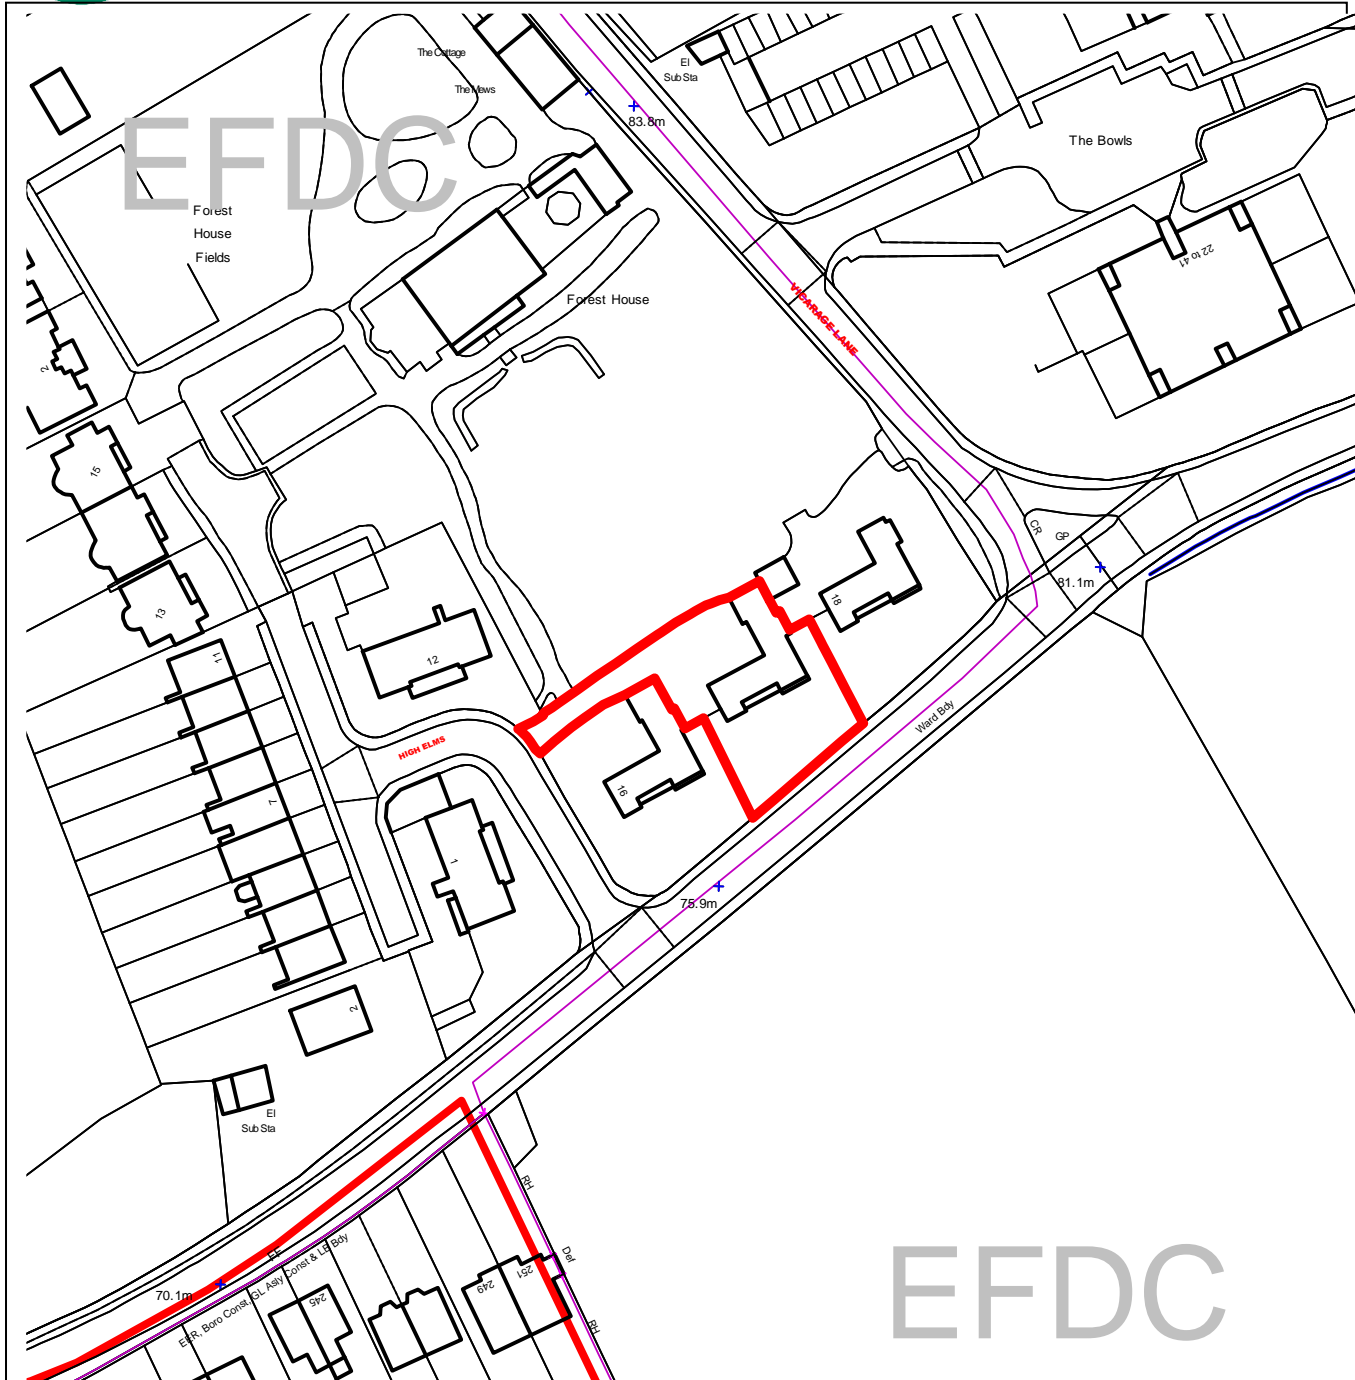 The Cottage
El
Sub Sta
The Mews
83.8m
The Bowls
EFDC
Forest
House
Fields
22 to 41
Forest House
VICARAGE LANE
2
15
CR
GP
81.1m
13
18
11
12
Ward Bdy
HIGH ELMS
16
7
1
75.9m
2
El
Sub Sta
RH
FF
Def
EER, Boro Const, GL Asly Const & LB Bdy
70.1m
245
249
251
RH
EFDC